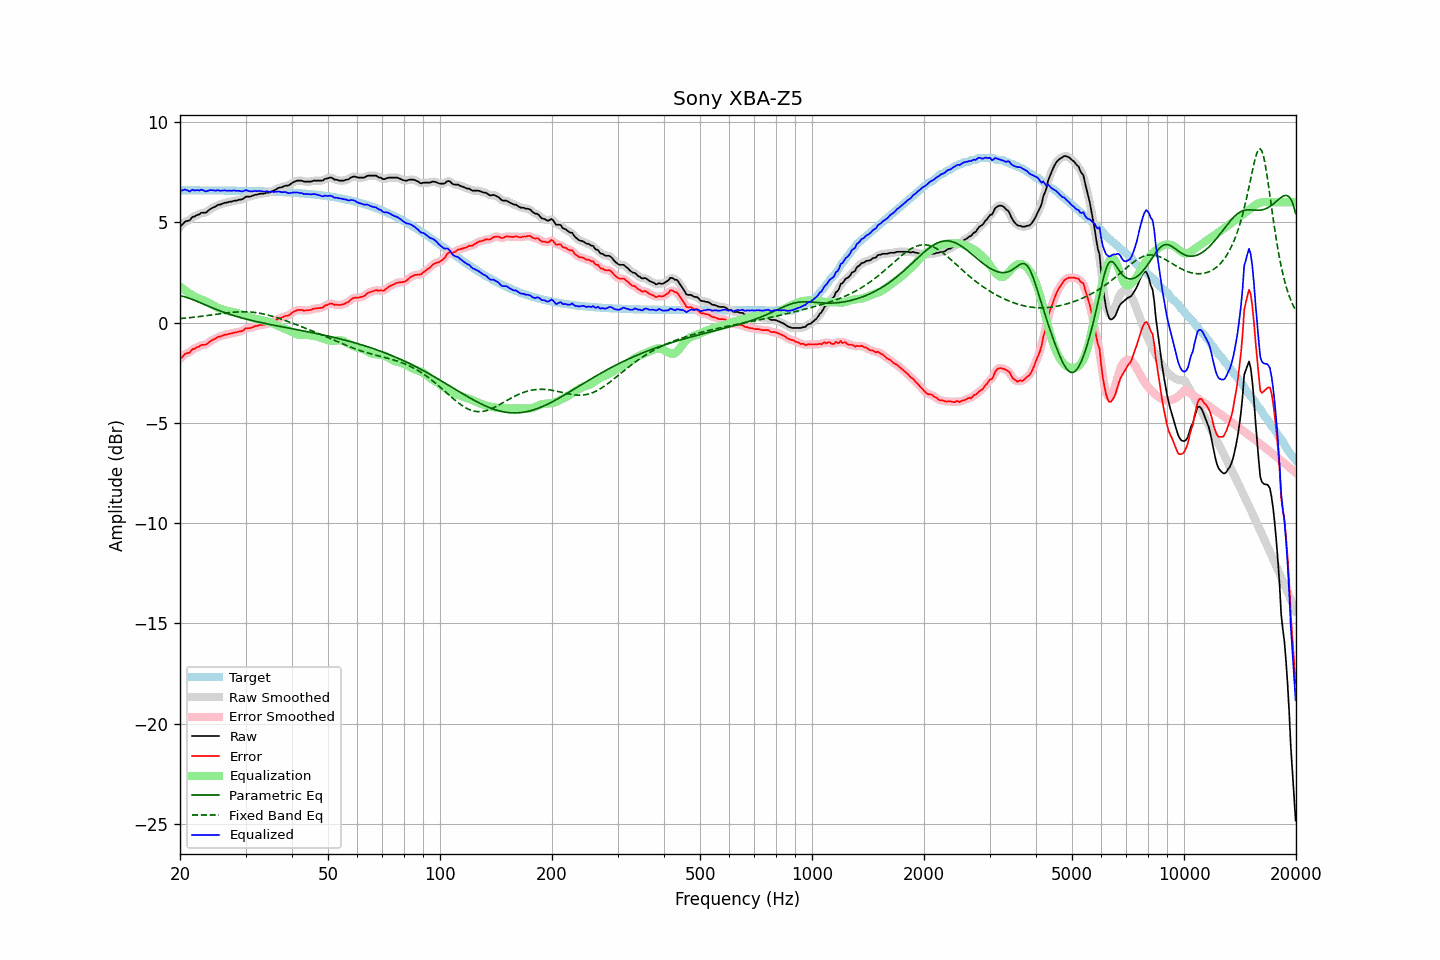 Sony XBA-Z5
Amplitude (dBr)
10
5
0
−5
−10
−15
−20
−25
Target
Raw Smoothed
Error Smoothed
Raw
Error
Equalization
Parametric Eq
Fixed Band Eq
Equalized
20 50 100 200 500 1000 2000 5000 10000 20000
Frequency (Hz)